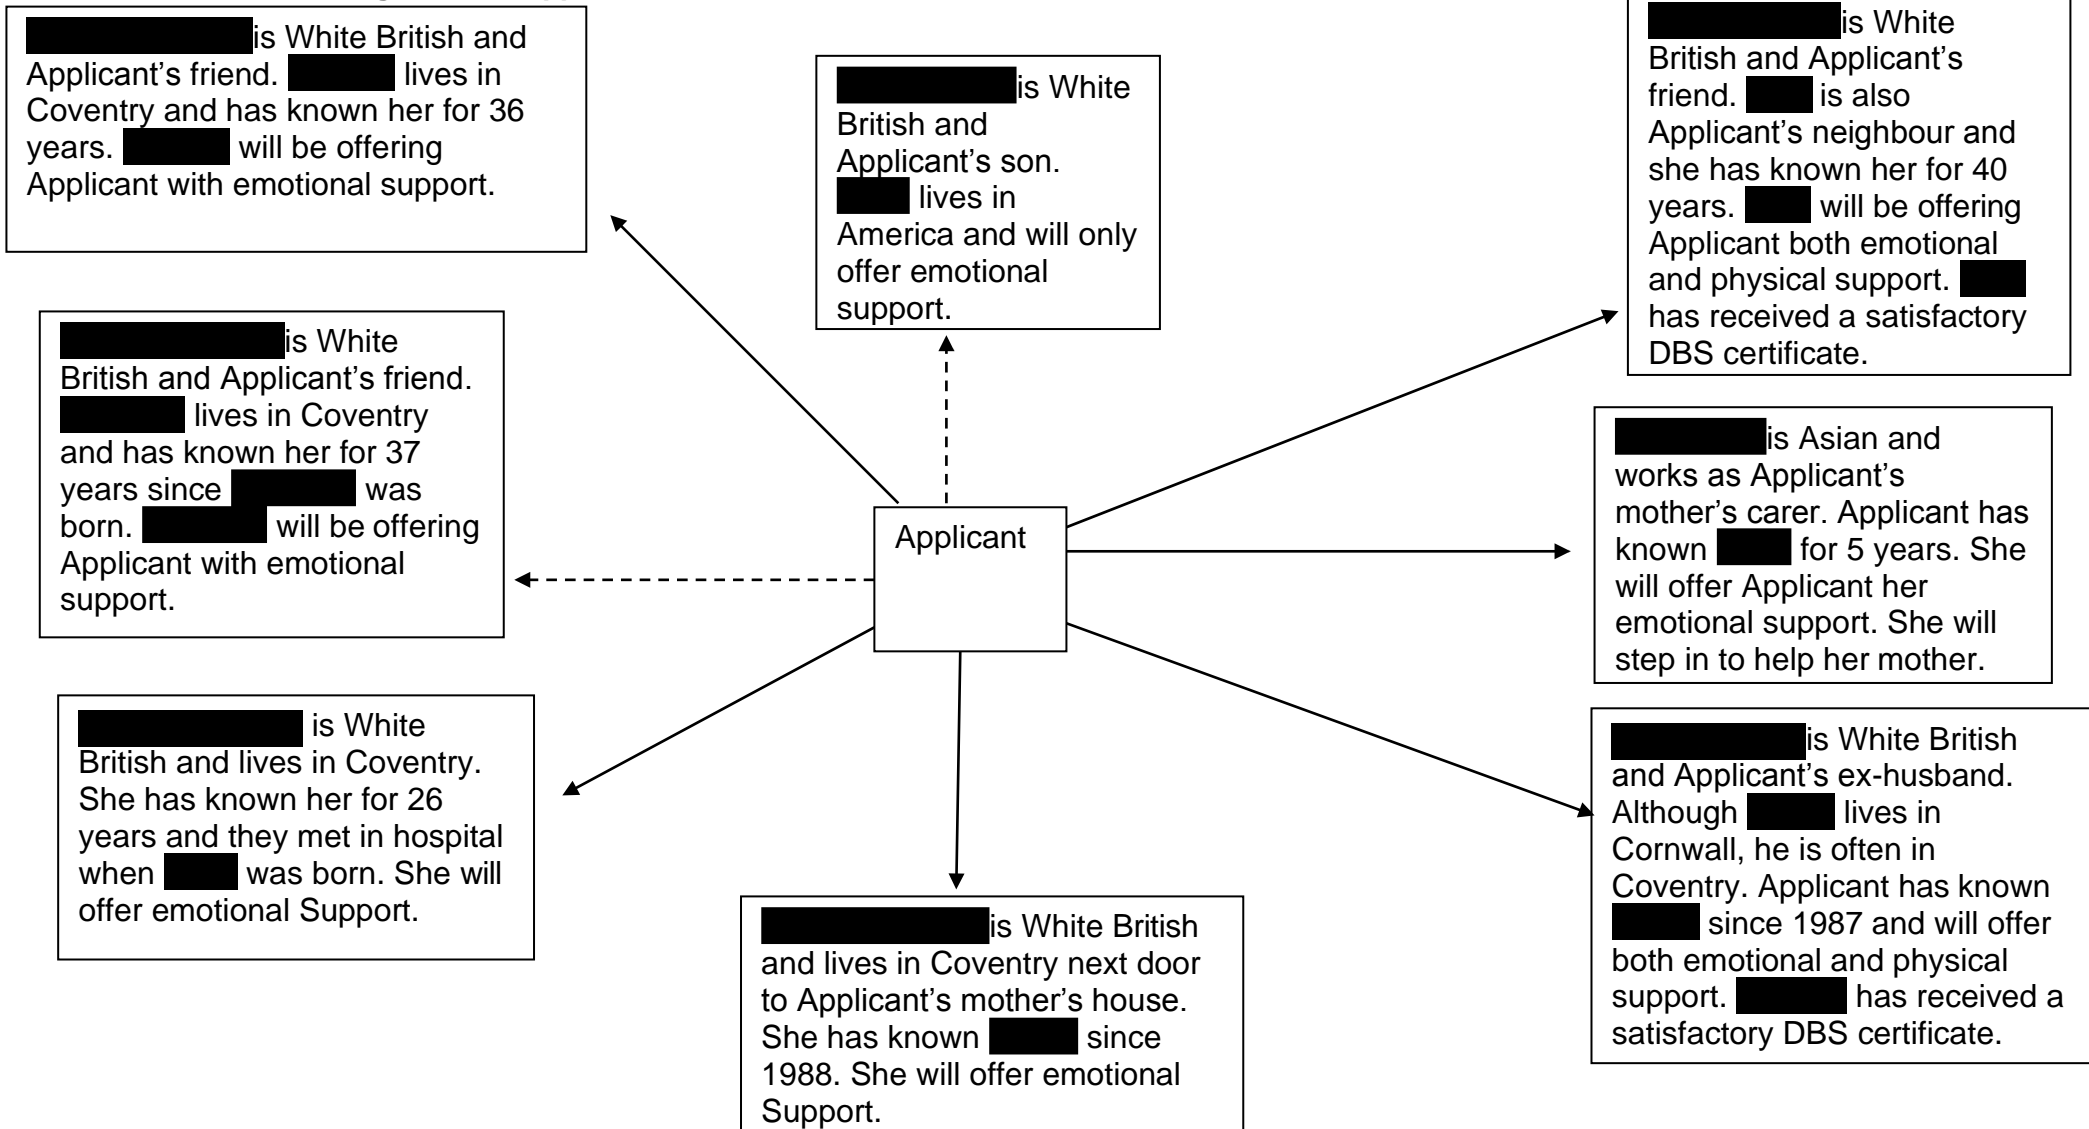 is White British and
Applicant's friend. lives in
Coventry and has known her for 36
years. will be offering
Applicant with emotional support.
is White
British and
Applicant's son.
lives in
America and will only
offer emotional
support.
is White
British and Applicant's
friend. is also
Applicant's neighbour and
she has known her for 40
years. will be offering
Applicant both emotional
and physical support.
has received a satisfactory
DBS certificate.
is White
British and Applicant's friend.
lives in Coventry
and has known her for 37
years since was
born. will be offering
Applicant with emotional
support.
Applicant
is Asian and
works as Applicant's
mother's carer. Applicant has
known for 5 years. She
will offer Applicant her
emotional support. She will
step in to help her mother.
is White
British and lives in Coventry.
She has known her for 26
years and they met in hospital
when was born. She will
offer emotional Support.
is White British
and lives in Coventry next door
to Applicant's mother's house.
She has known since
1988. She will offer emotional
Support.
is White British
and Applicant's ex-husband.
Although lives in
Cornwall, he is often in
Coventry. Applicant has known
since 1987 and will offer
both emotional and physical
support. has received a
satisfactory DBS certificate.